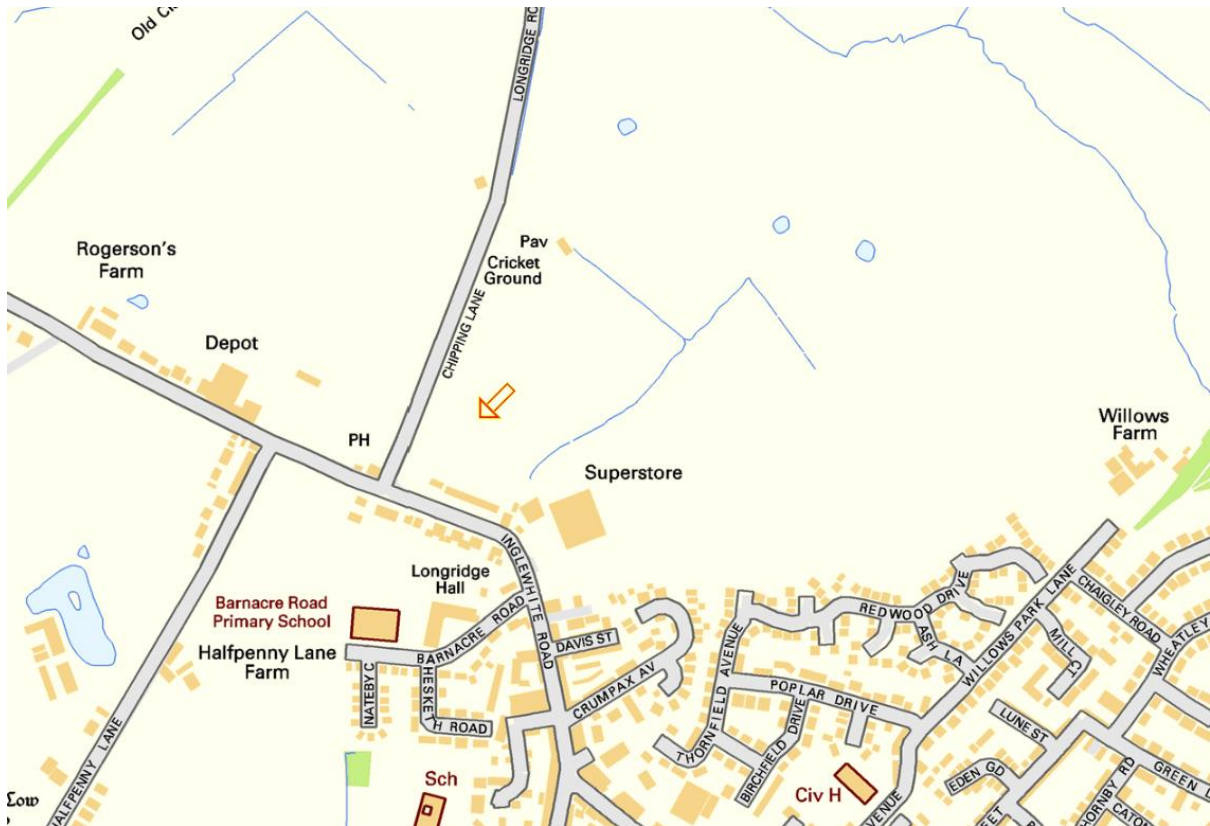 Old Cl
LONGRIDGE RO
Pav
Cricket
Ground
Rogerson's
Farm
CHIPPING LANE
Depot
Willows
Farm
PH
Superstore
INGLEWHITE ROAD
Longridge
Hall
Barnacre Road
Primary School
BARNACRE ROAD
Halfpenny Lane
Farm
NATEBY C
HESKETH ROAD
DAVIS ST
CRUMPAX AV
THORNFIELD AVENUE
REDWOOD DRIVE
ASH LA
WILLOWS PARK LANE
CHAIGLEY ROAD
MILL CT
WHEATLEY
POPLAR DRIVE
BIRCHFIELD DRIVE
LUNE ST
EDEN GD
HALFPENNY LANE
Sch
Civ H
AVENUE
REET
THORNBY RD
GREEN L
CATO
Low